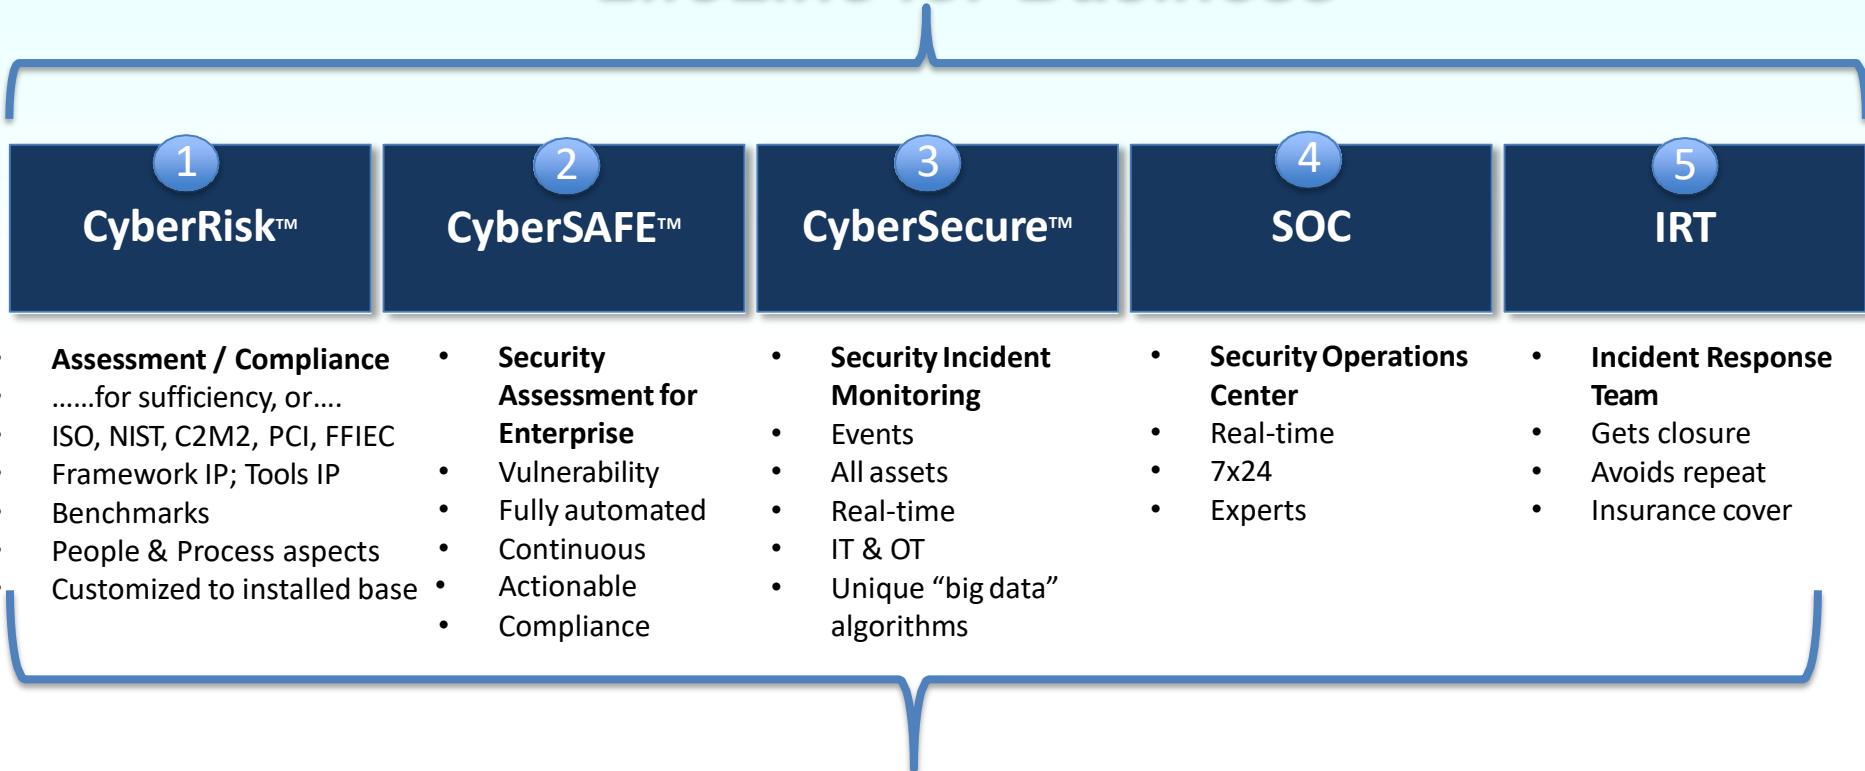 for Business
1
CyberRisk™
2
CyberSAFE™
3
CyberSecure™
4
SOC
5
IRT
• Assessment / Compliance
• ......for sufficiency, or....
• ISO, NIST, C2M2, PCI, FFIEC
• Framework IP; Tools IP
• Benchmarks
• People & Process aspects
• Customized to installed base
• Security
Assessment for
Enterprise
• Vulnerability
• Fully automated
• Continuous
• Actionable
• Compliance
• Security Incident
Monitoring
• Events
• All assets
• Real-time
• IT & OT
• Unique “big data”
algorithms
• Security Operations
Center
• Real-time
• 7x24
• Experts
• Incident Response
Team
• Gets closure
• Avoids repeat
• Insurance cover